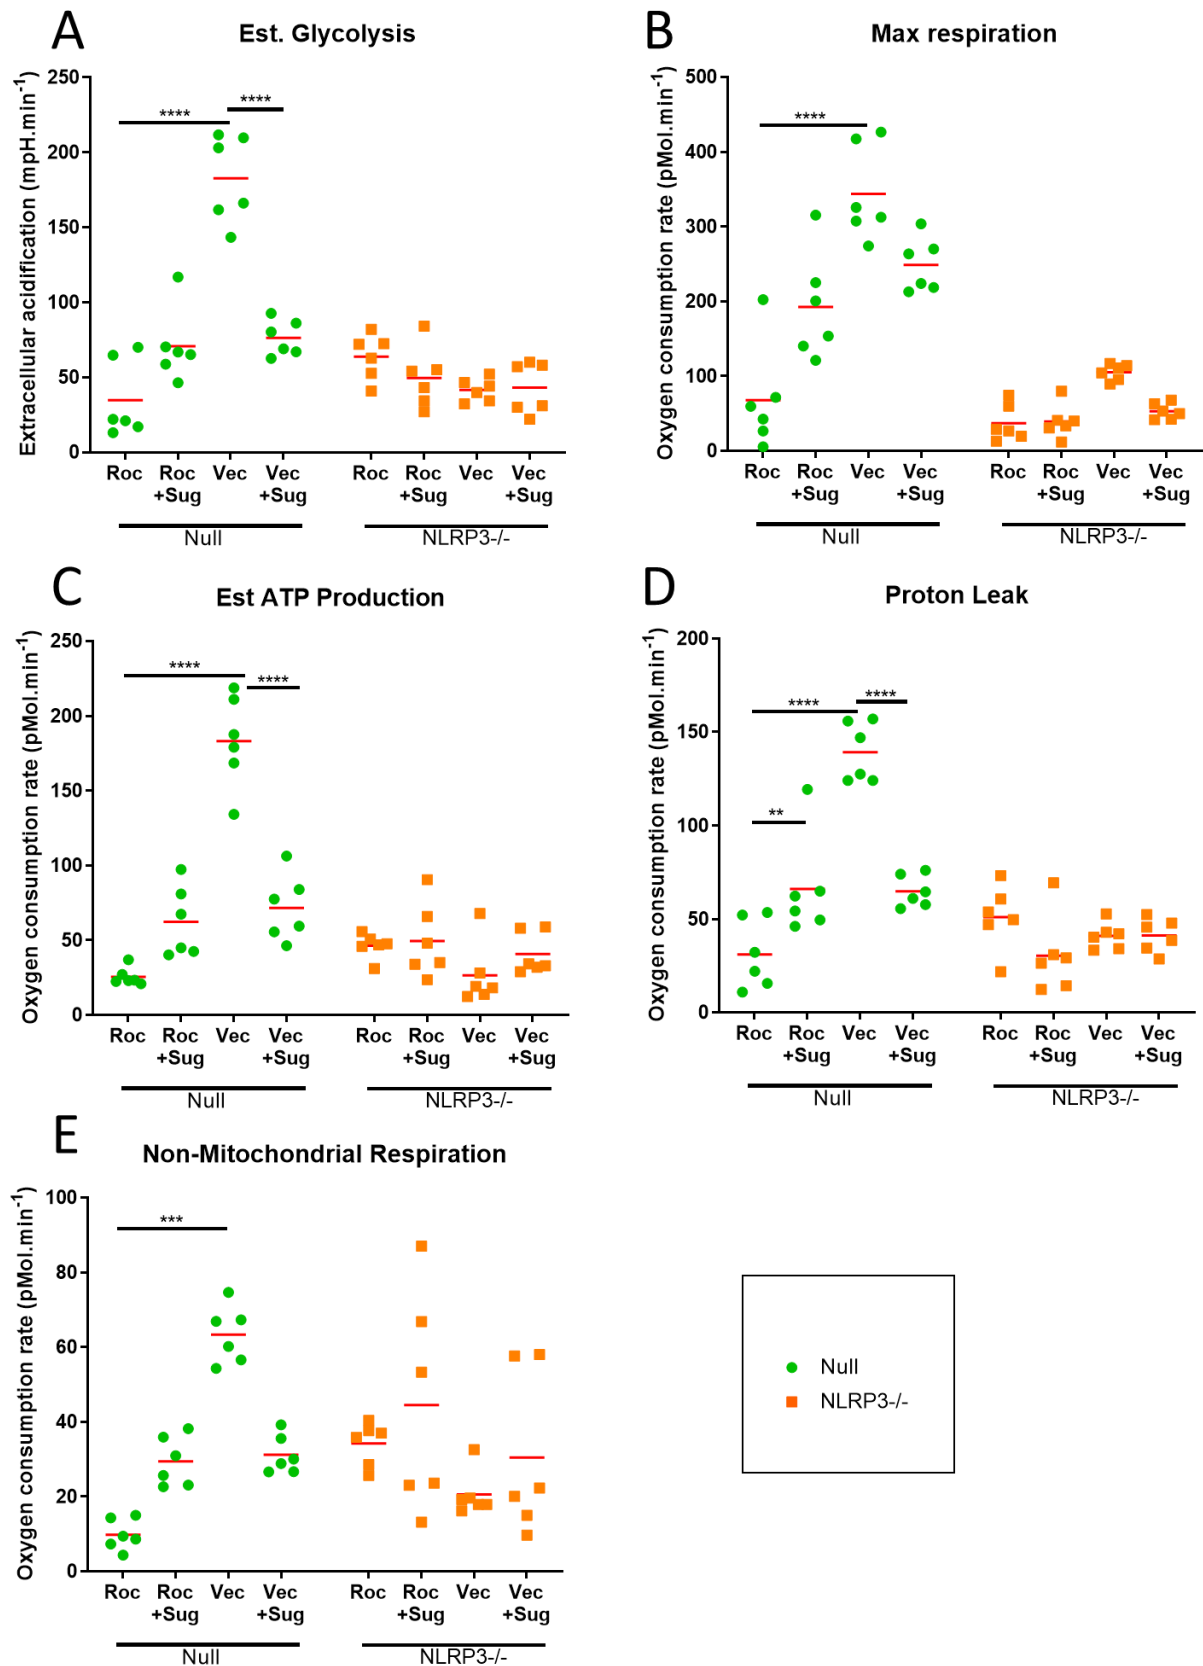 A
Est. Glycolysis
Extracellular acidification (mpH.min-1)
250
200
150
100
50
0
****
****
Roc
Roc
+Sug
Vec
Vec
+Sug
Roc
Roc
+Sug
Vec
Vec
+Sug
Null
NLRP3-/-
B
Max respiration
Oxygen consumption rate (pMol.min-1)
500
400
300
200
100
0
****
Roc
Roc
+Sug
Vec
Vec
+Sug
Roc
Roc
+Sug
Vec
Vec
+Sug
Null
NLRP3-/-
C
Est ATP Production
Oxygen consumption rate (pMol.min-1)
250
200
150
100
50
0
****
****
Roc
Roc
+Sug
Vec
Vec
+Sug
Roc
Roc
+Sug
Vec
Vec
+Sug
Null
NLRP3-/-
D
Proton Leak
Oxygen consumption rate (pMol.min-1)
200
150
100
50
0
****
****
**
Roc
Roc
+Sug
Vec
Vec
+Sug
Roc
Roc
+Sug
Vec
Vec
+Sug
Null
NLRP3-/-
E
Non-Mitochondrial Respiration
Oxygen consumption rate (pMol.min-1)
100
80
60
40
20
0
***
Roc
Roc
+Sug
Vec
Vec
+Sug
Roc
Roc
+Sug
Vec
Vec
+Sug
Null
NLRP3-/-
Null
NLRP3-/-